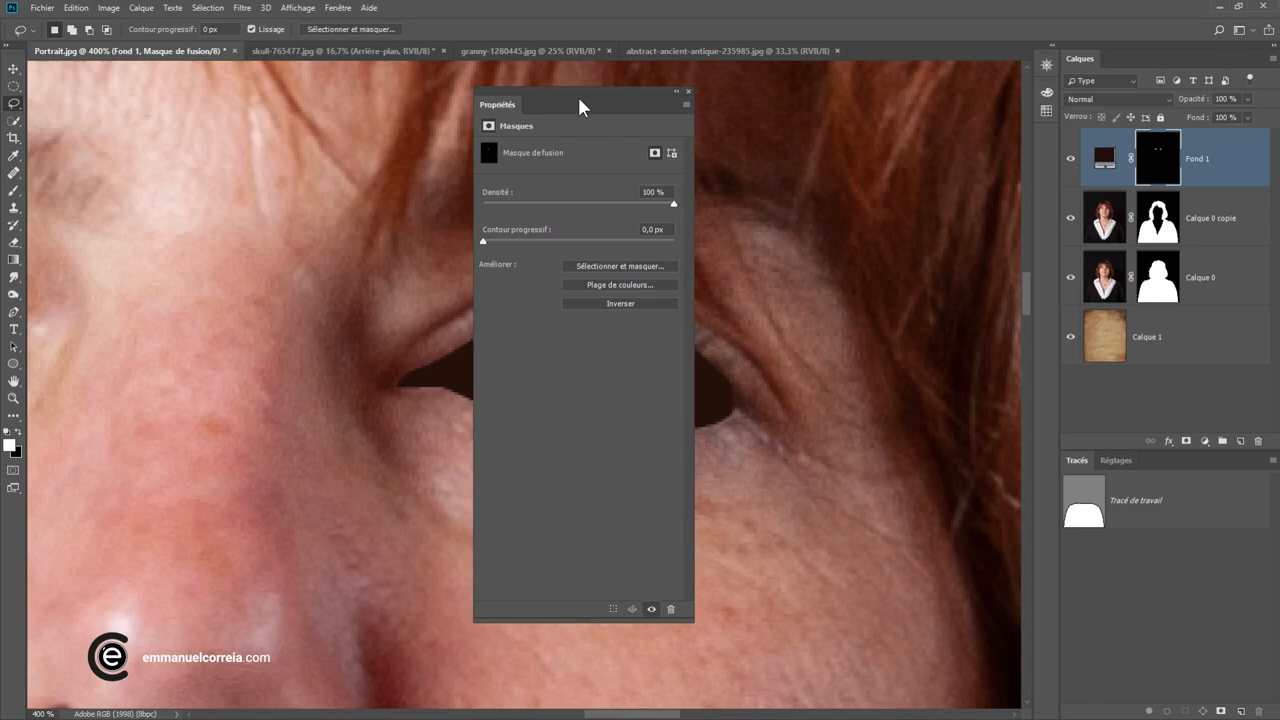 Ps Fichier Edition Image Calque Texte Sélection Filtre 3D Affichage Fenêtre Aide
Contour progressif : 0 px Lissage Sélectionner et masquer...
Portrait.jpg @ 400% (Fond 1, Masque de fusion/8) * × skull-765477.jpg @ 16,7% (Arrière-plan, RVB/8) * × granny-1280445.jpg @ 25% (RVB/8) * × abstract-ancient-antique-235985.jpg @ 33,3% (RVB/8) ×
Propriétés
Masques
Masque de fusion
Densité : 100 %
Contour progressif : 0,0 px
Améliorer : Sélectionner et masquer...
Plage de couleurs...
Inverser
Calques
Type
Normal Opacité : 100 %
Verrou : Fond : 100 %
Fond 1
Calque 0 copie
Calque 0
Calque 1
fx
Tracés Réglages
Tracé de travail
emmanuelcorreia.com
400 % Adobe RGB (1998) (8bpc)